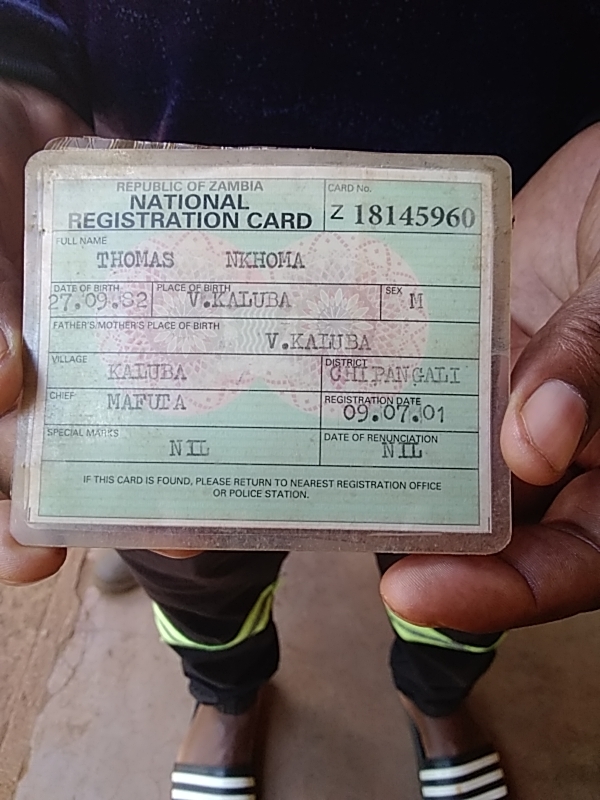 REPUBLIC OF ZAMBIA
NATIONAL
REGISTRATION CARD
CARD No.
Z 18145960
FULL NAME
THOMAS NKHOMA
DATE OF BIRTH
27.09.82
PLACE OF BIRTH
V.KALUBA
SEX
M
FATHER'S/MOTHER'S PLACE OF BIRTH
V.KALUBA
VILLAGE
KALUBA
DISTRICT
CHIPANGALI
CHIEF
MAFUTA
REGISTRATION DATE
09.07.01
SPECIAL MARKS
NIL
DATE OF RENUNCIATION
NIL
IF THIS CARD IS FOUND, PLEASE RETURN TO NEAREST REGISTRATION OFFICE
OR POLICE STATION.